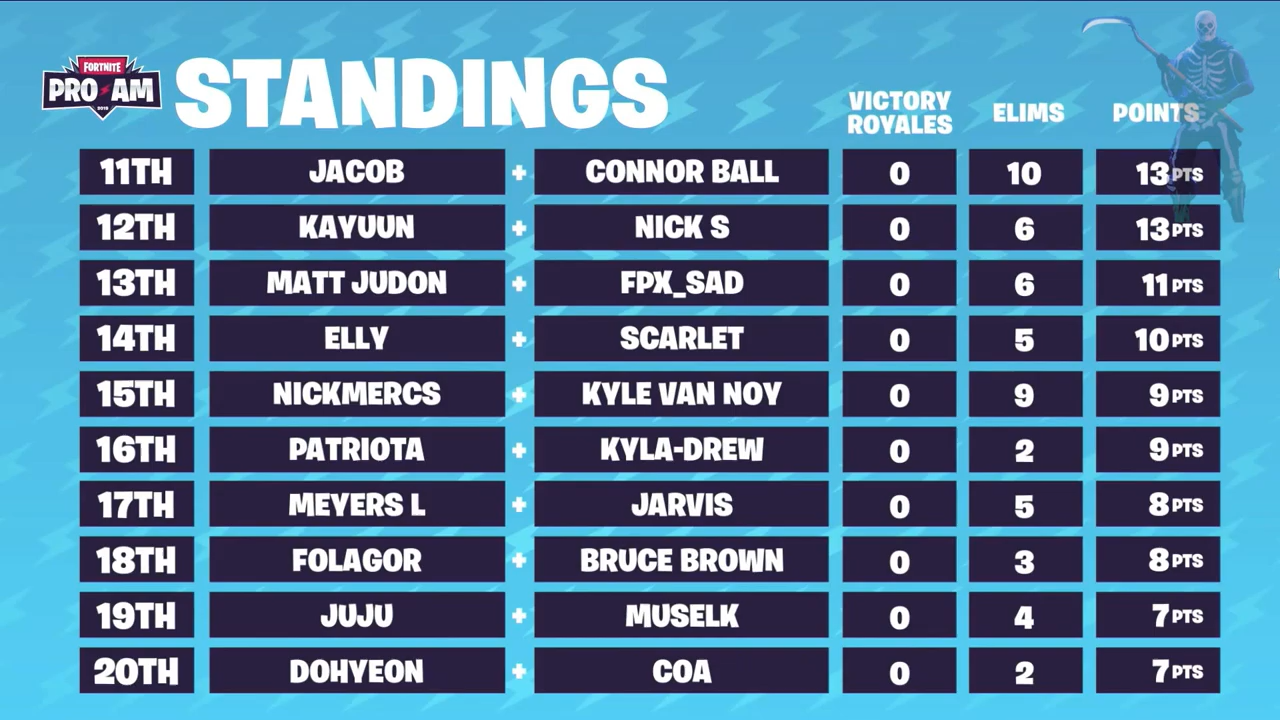 FORTNITE
PRO AM
STANDINGS
VICTORY ROYALES ELIMS POINTS
11TH JACOB + CONNOR BALL 0 10 13PTS
12TH KAYUUN + NICK S 0 6 13PTS
13TH MATT JUDON + FPX_SAD 0 6 11PTS
14TH ELLY + SCARLET 0 5 10PTS
15TH NICKMERCS + KYLE VAN NOY 0 9 9PTS
16TH PATRIOTA + KYLA-DREW 0 2 9PTS
17TH MEYERS L + JARVIS 0 5 8PTS
18TH FOLAGOR + BRUCE BROWN 0 3 8PTS
19TH JUJU + MUSELK 0 4 7PTS
20TH DOHYEON + COA 0 2 7PTS